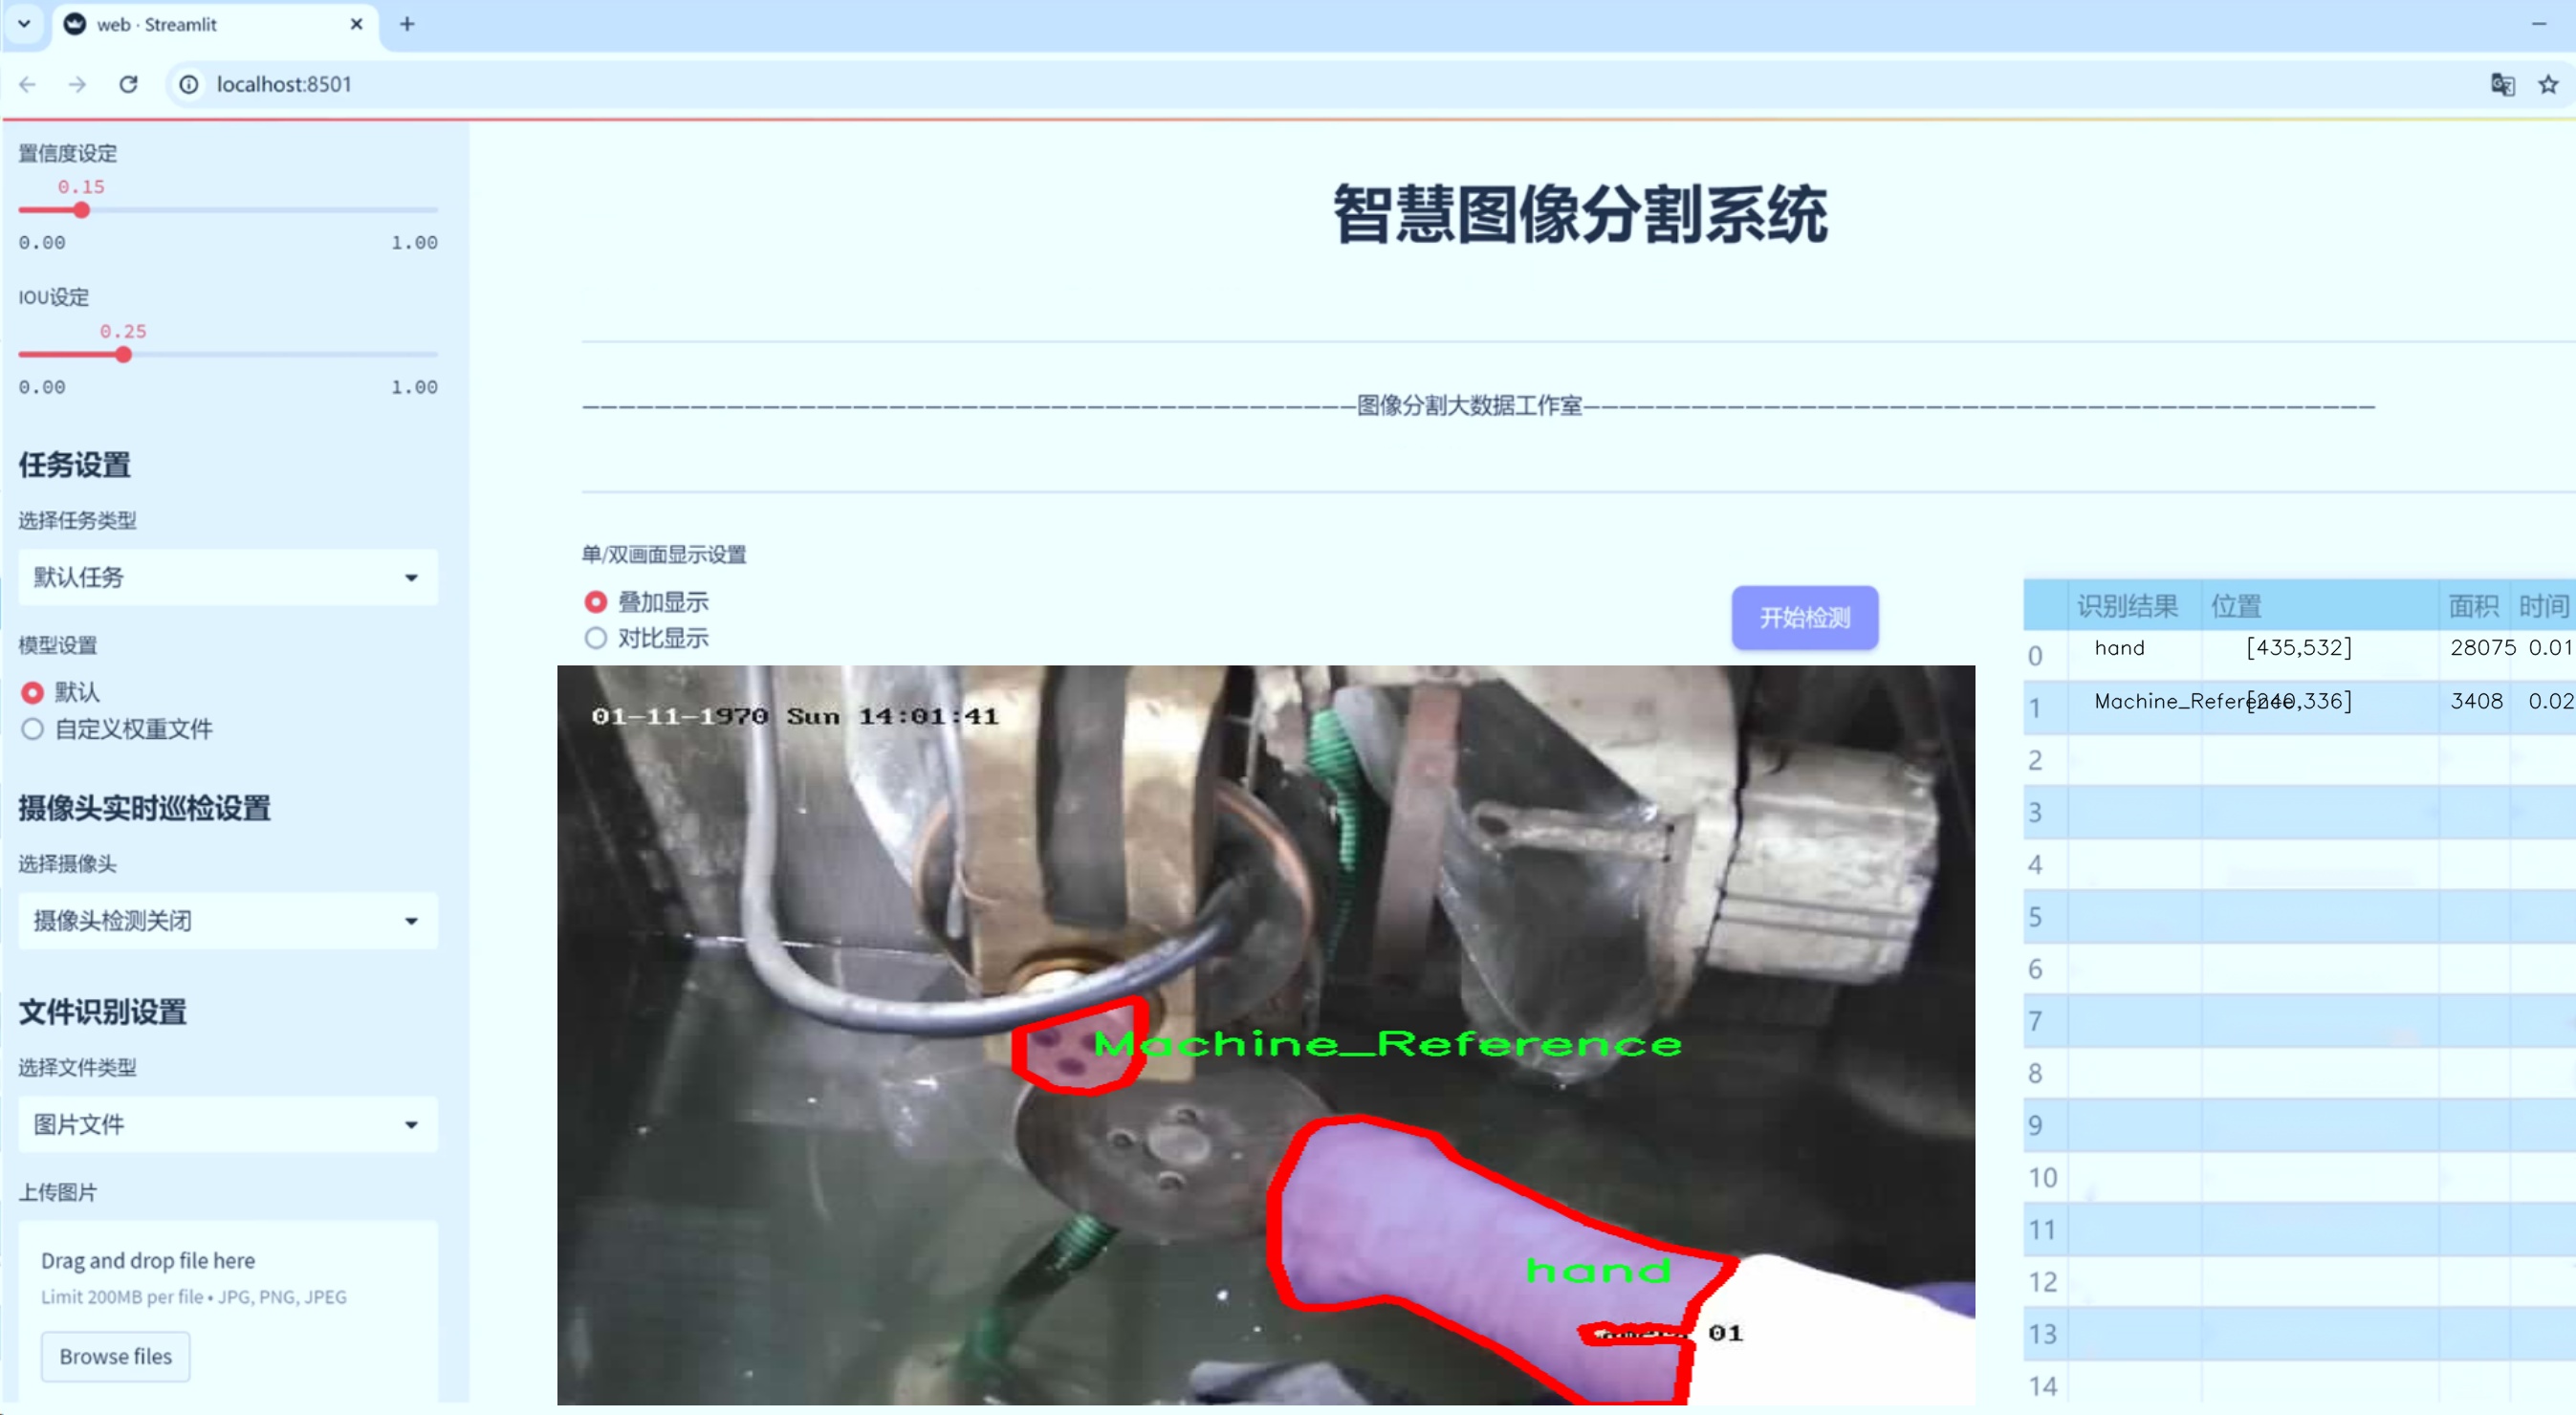 web · Streamlit
localhost:8501
置信度设定
0.15
0.00 1.00
IOU设定
0.25
0.00 1.00
任务设置
选择任务类型
默认任务
模型设置
默认
自定义权重文件
摄像头实时巡检设置
选择摄像头
摄像头检测关闭
文件识别设置
选择文件类型
图片文件
上传图片
Drag and drop file here
Limit 200MB per file • JPG, PNG, JPEG
Browse files
智慧图像分割系统
图像分割大数据工作室
单/双画面显示设置
叠加显示
对比显示
开始检测
01-11-1970 Sun 14:01:41
Machine_Reference
hand
01
识别结果 位置 面积 时间
0 hand [435,532] 28075 0.01
1 Machine_Reference [240,336] 3408 0.02
2
3
4
5
6
7
8
9
10
11
12
13
14